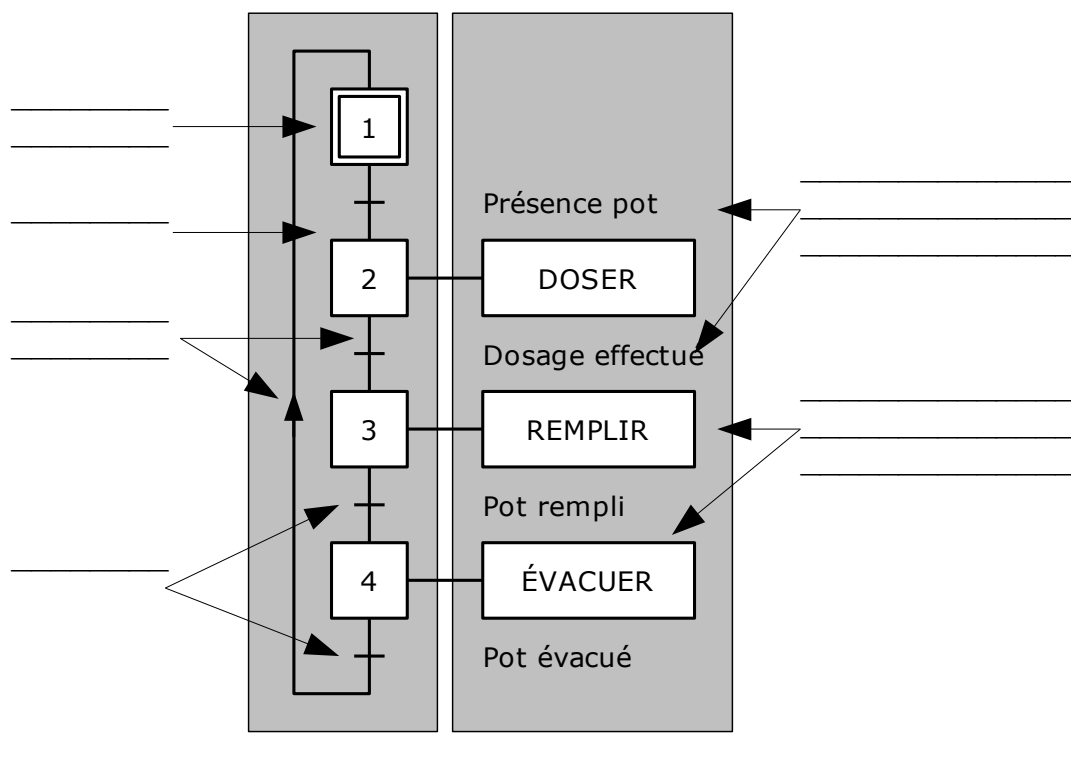 1
Présence pot
2
DOSER
Dosage effectué
3
REMPLIR
Pot rempli
4
ÉVACUER
Pot évacué